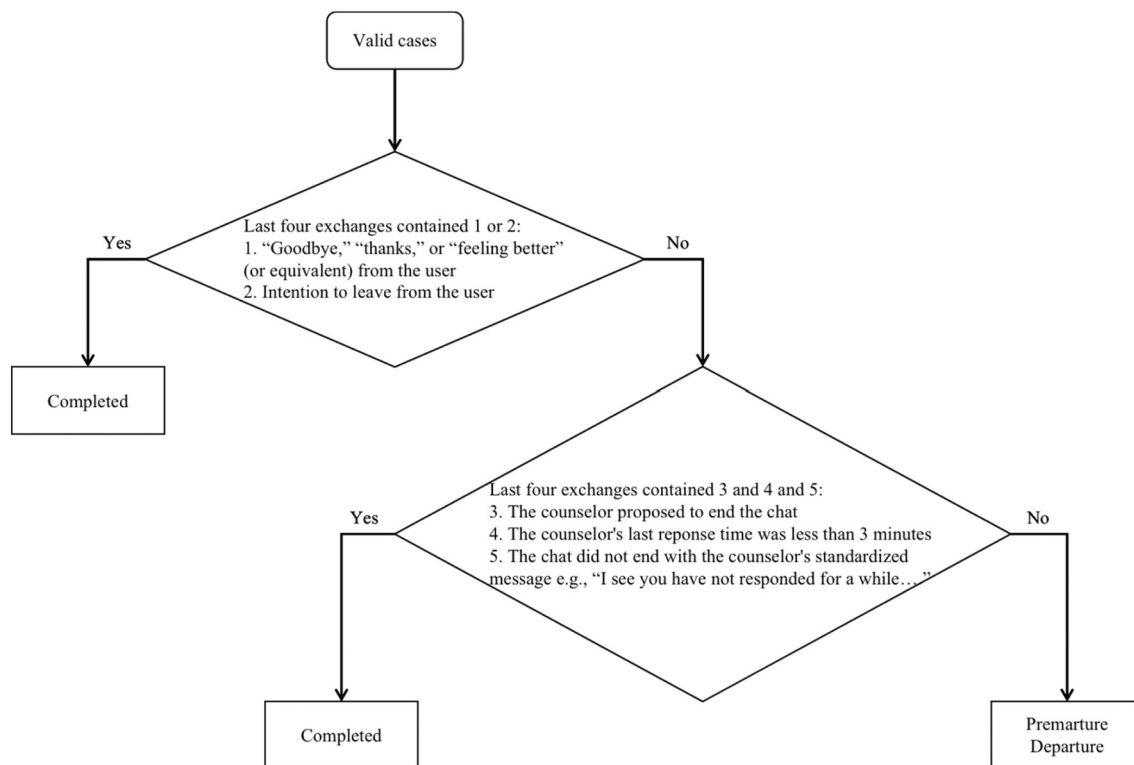 Valid cases
Last four exchanges contained 1 or 2:
1. “Goodbye,” “thanks,” or “feeling better”
(or equivalent) from the user
2. Intention to leave from the user
Yes
No
Completed
Last four exchanges contained 3 and 4 and 5:
3. The counselor proposed to end the chat
4. The counselor's last reponse time was less than 3 minutes
5. The chat did not end with the counselor's standardized
message e.g., “I see you have not responded for a while… ”
Yes
No
Completed
Premarture
Departure